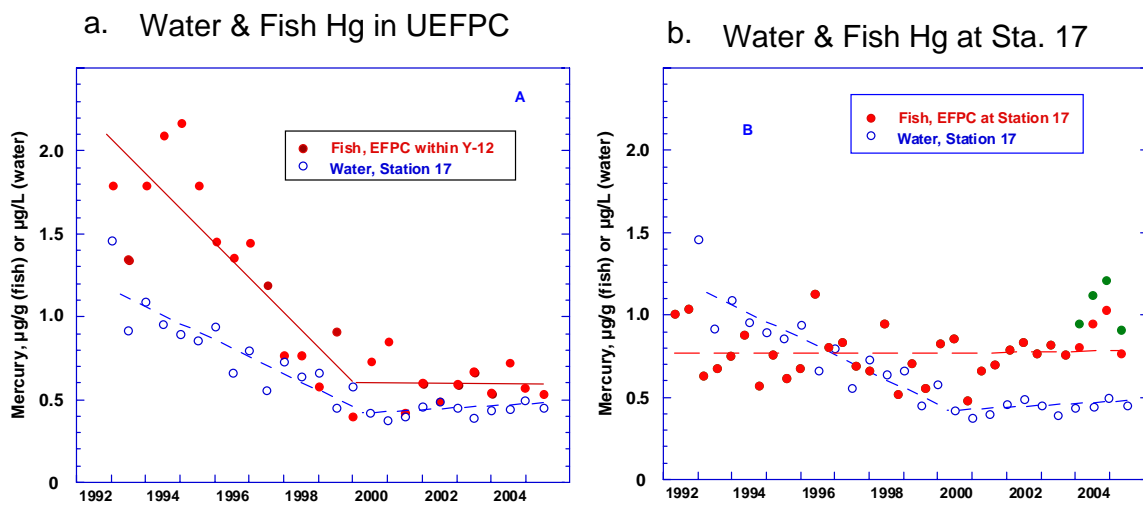 a. Water & Fish Hg in UEFPC
A
Fish, EFPC within Y-12
Water, Station 17
Mercury, µg/g (fish) or µg/L (water)
2.0
1.5
1.0
0.5
0
1992 1994 1996 1998 2000 2002 2004
b. Water & Fish Hg at Sta. 17
B
Fish, EFPC at Station 17
Water, Station 17
Mercury, µg/g (fish) or µg/L (water)
2.0
1.5
1.0
0.5
0
1992 1994 1996 1998 2000 2002 2004